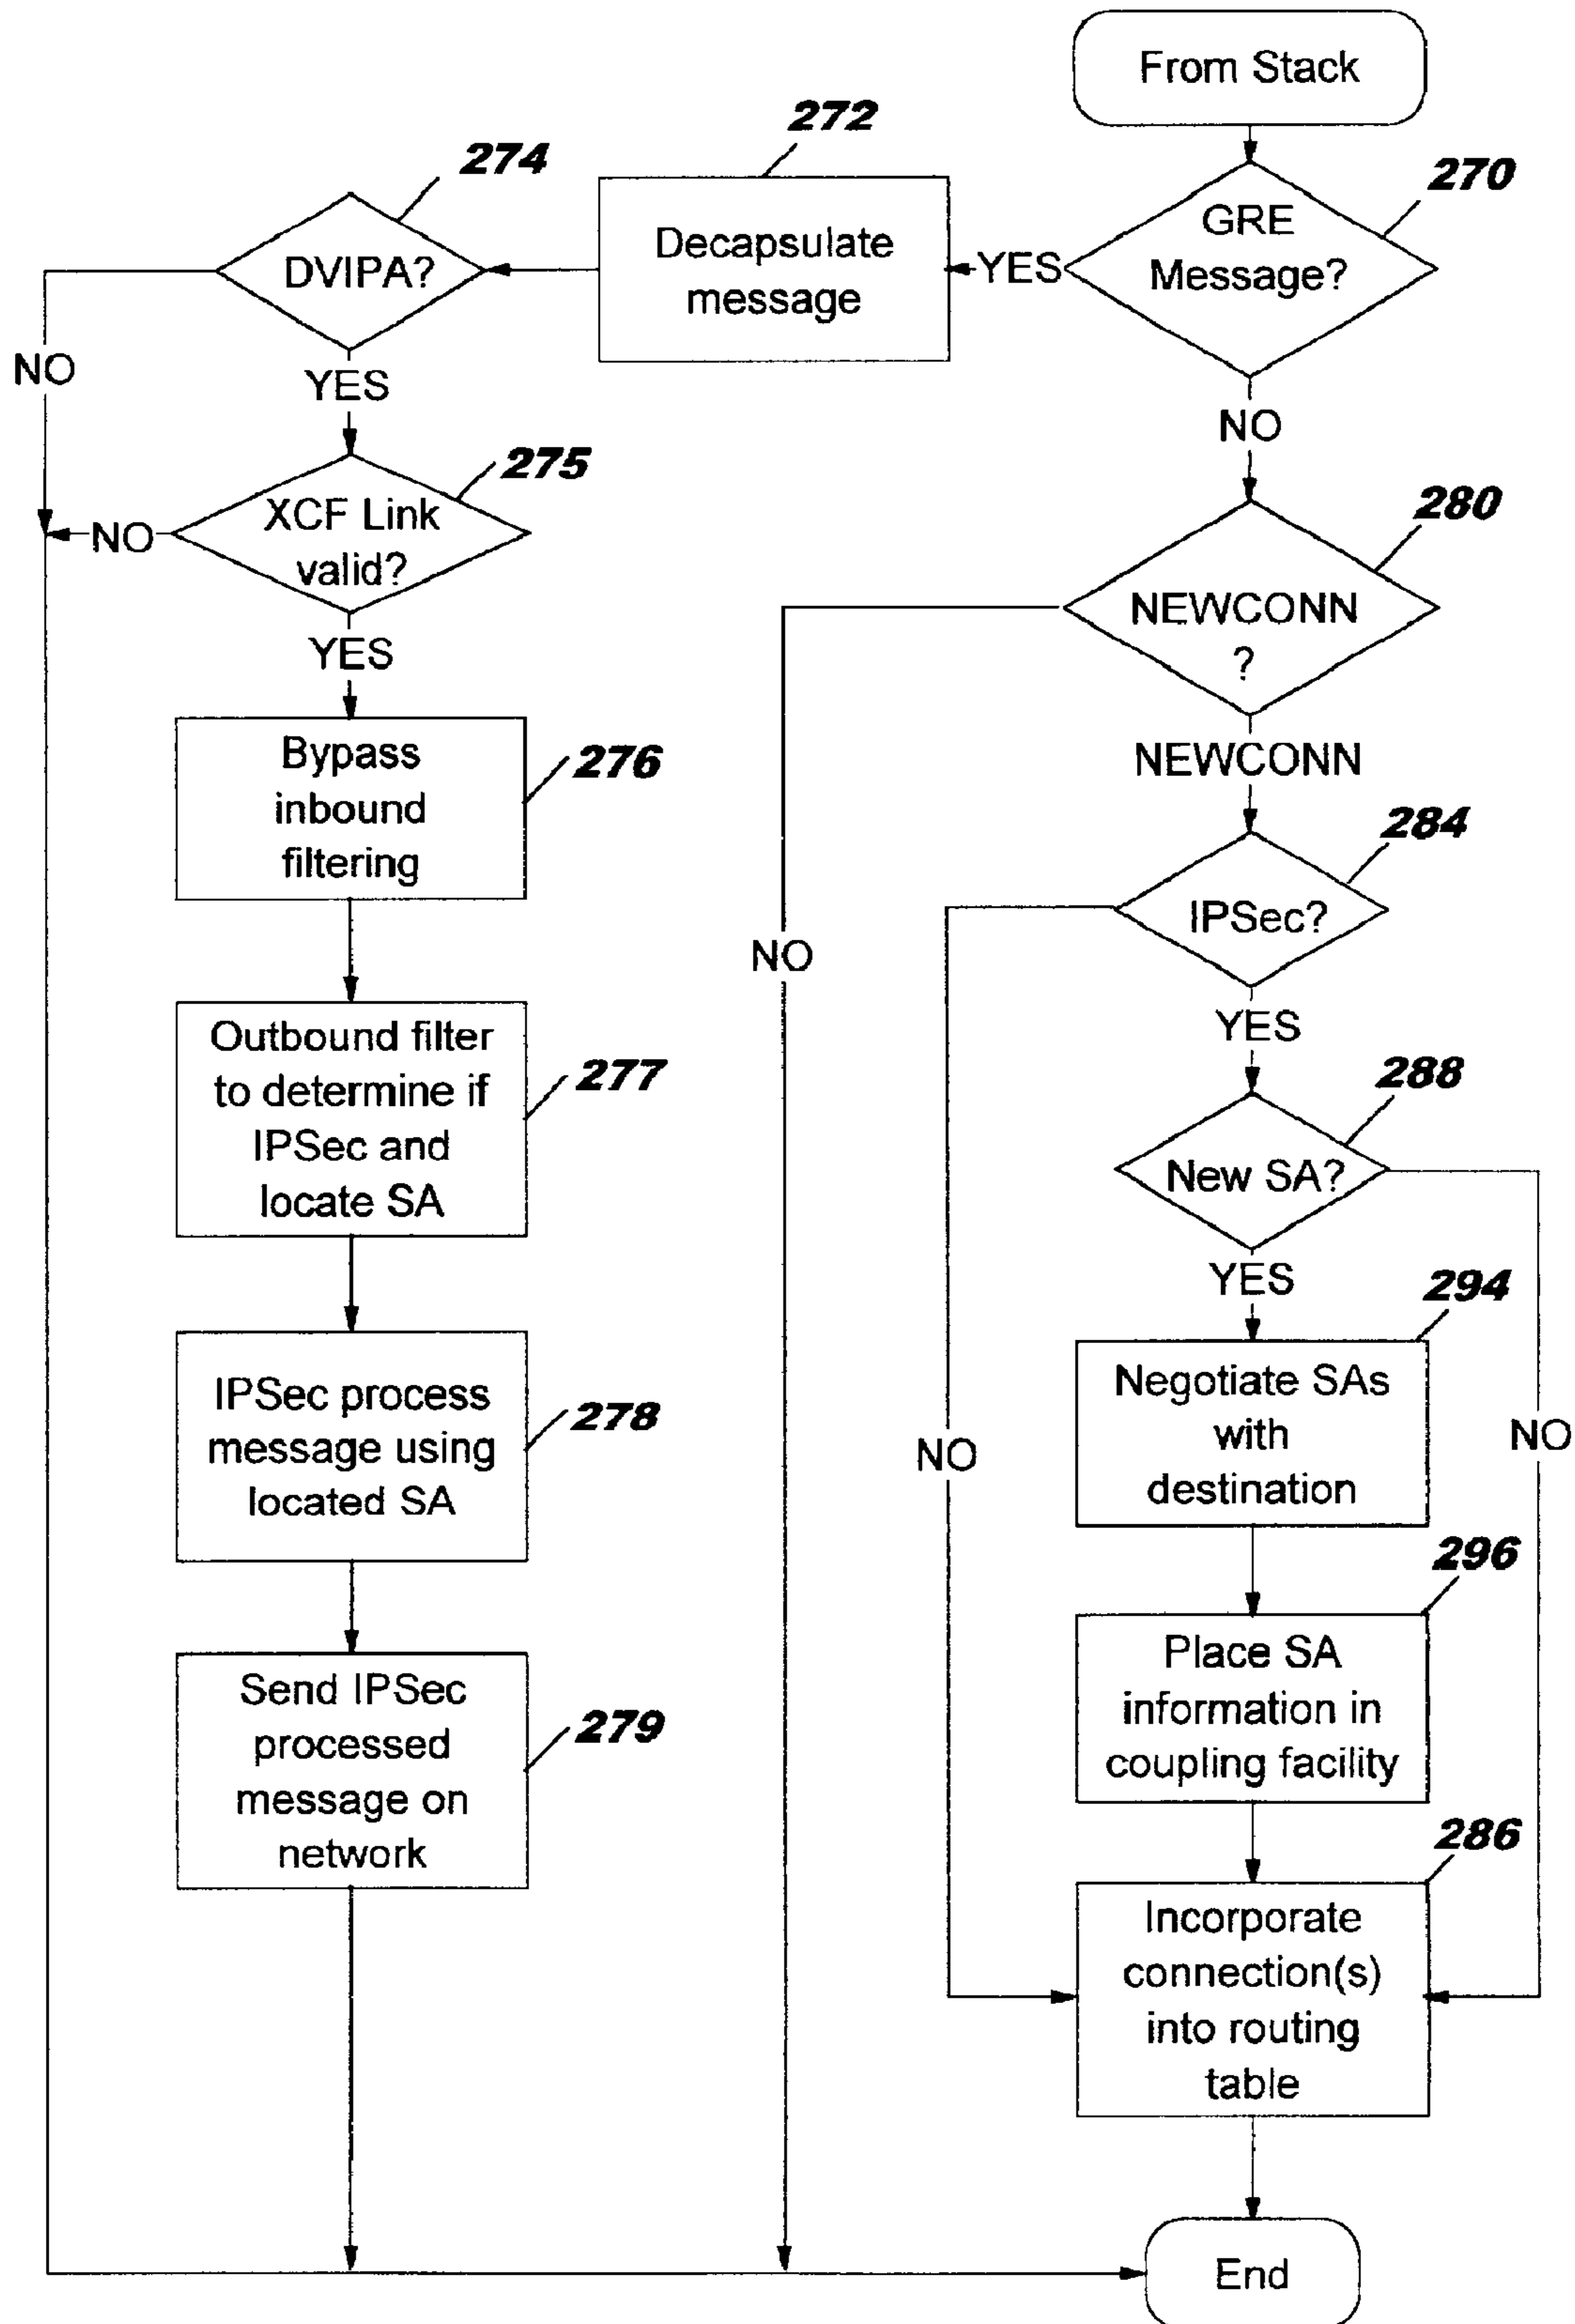 From Stack
270
GRE
Message?
YES
272
Decapsulate
message
274
DVIPA?
NO
YES
275
XCF Link
valid?
NO
YES
276
Bypass
inbound
filtering
277
Outbound filter
to determine if
IPSec and
locate SA
278
IPSec process
message using
located SA
279
Send IPSec
processed
message on
network
NO
280
NEWCONN
?
NO
NEWCONN
284
IPSec?
NO
YES
288
New SA?
NO
YES
294
Negotiate SAs
with
destination
296
Place SA
information in
coupling facility
286
Incorporate
connection(s)
into routing
table
End